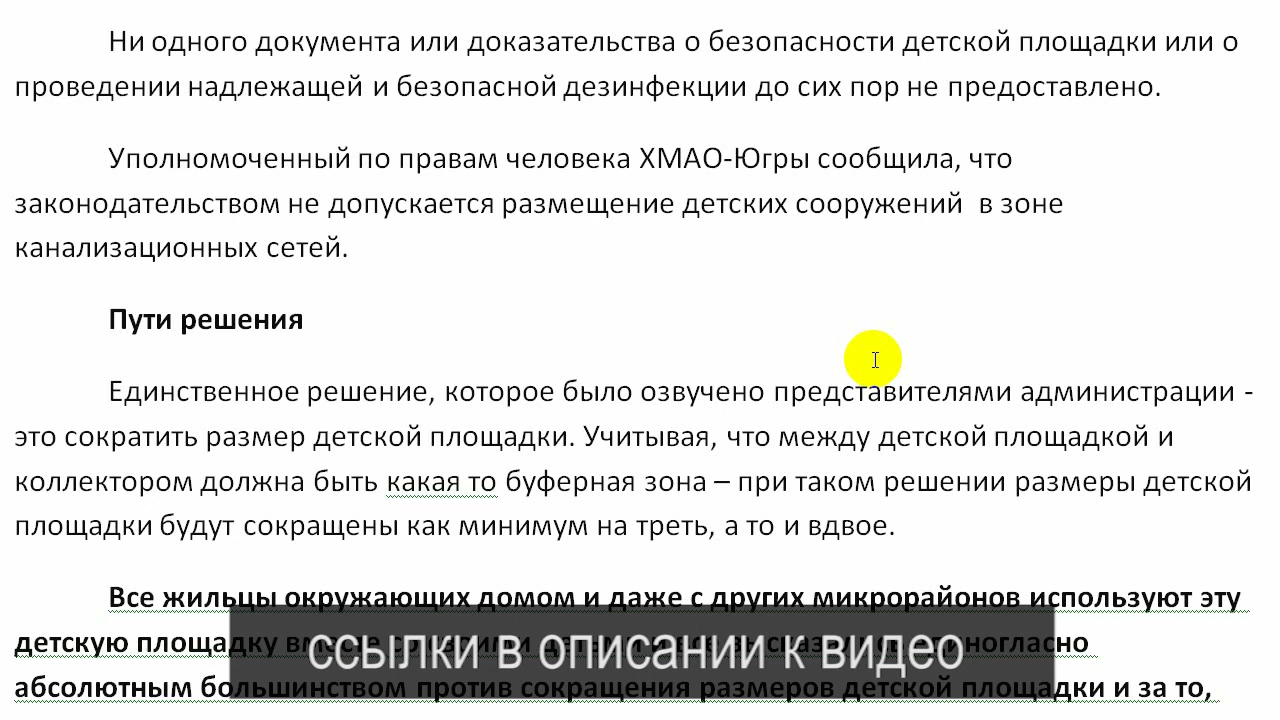 Ни одного документа или доказательства о безопасности детской площадки или о
проведении надлежащей и безопасной дезинфекции до сих пор не предоставлено.
Уполномоченный по правам человека ХМАО-Югры сообщила, что
законодательством не допускается размещение детских сооружений в зоне
канализационных сетей.
Пути решения
Единственное решение, которое было озвучено представителями администрации -
это сократить размер детской площадки. Учитывая, что между детской площадкой и
коллектором должна быть какая то буферная зона – при таком решении размеры детской
площадки будут сокращены как минимум на треть, а то и вдвое.
Все жильцы окружающих домом и даже с других микрорайонов используют эту
детскую площадку вместе
ссылки в описании к видео
абсолютным большинством против сокращения размеров детской площадки и за то,